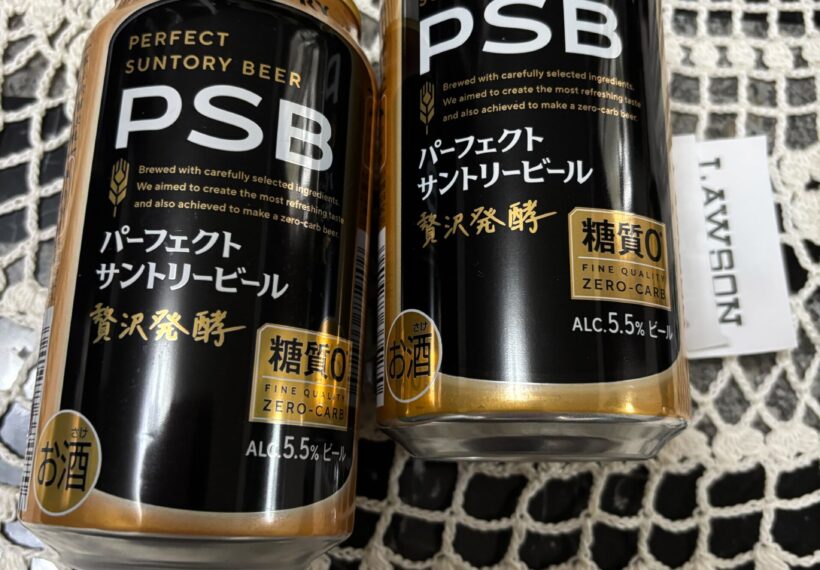 PERFECT
SUNTORY BEER
PSB
Brewed with carefully selected ingredients.
We aimed to create the most refreshing taste
and also achieved to make a zero-carb beer.
パーフェクト
サントリービール
贅沢発酵
糖質0
FINE QUALITY
ZERO-CARB
ALC.5.5% ビール
さけ
お酒
PSB
Brewed with carefully selected ingredients.
We aimed to create the most refreshing taste
and also achieved to make a zero-carb beer.
パーフェクト
サントリービール
贅沢発酵
糖質0
FINE QUALITY
ZERO-CARB
ALC.5.5% ビール
さけ
お酒
LAWSON